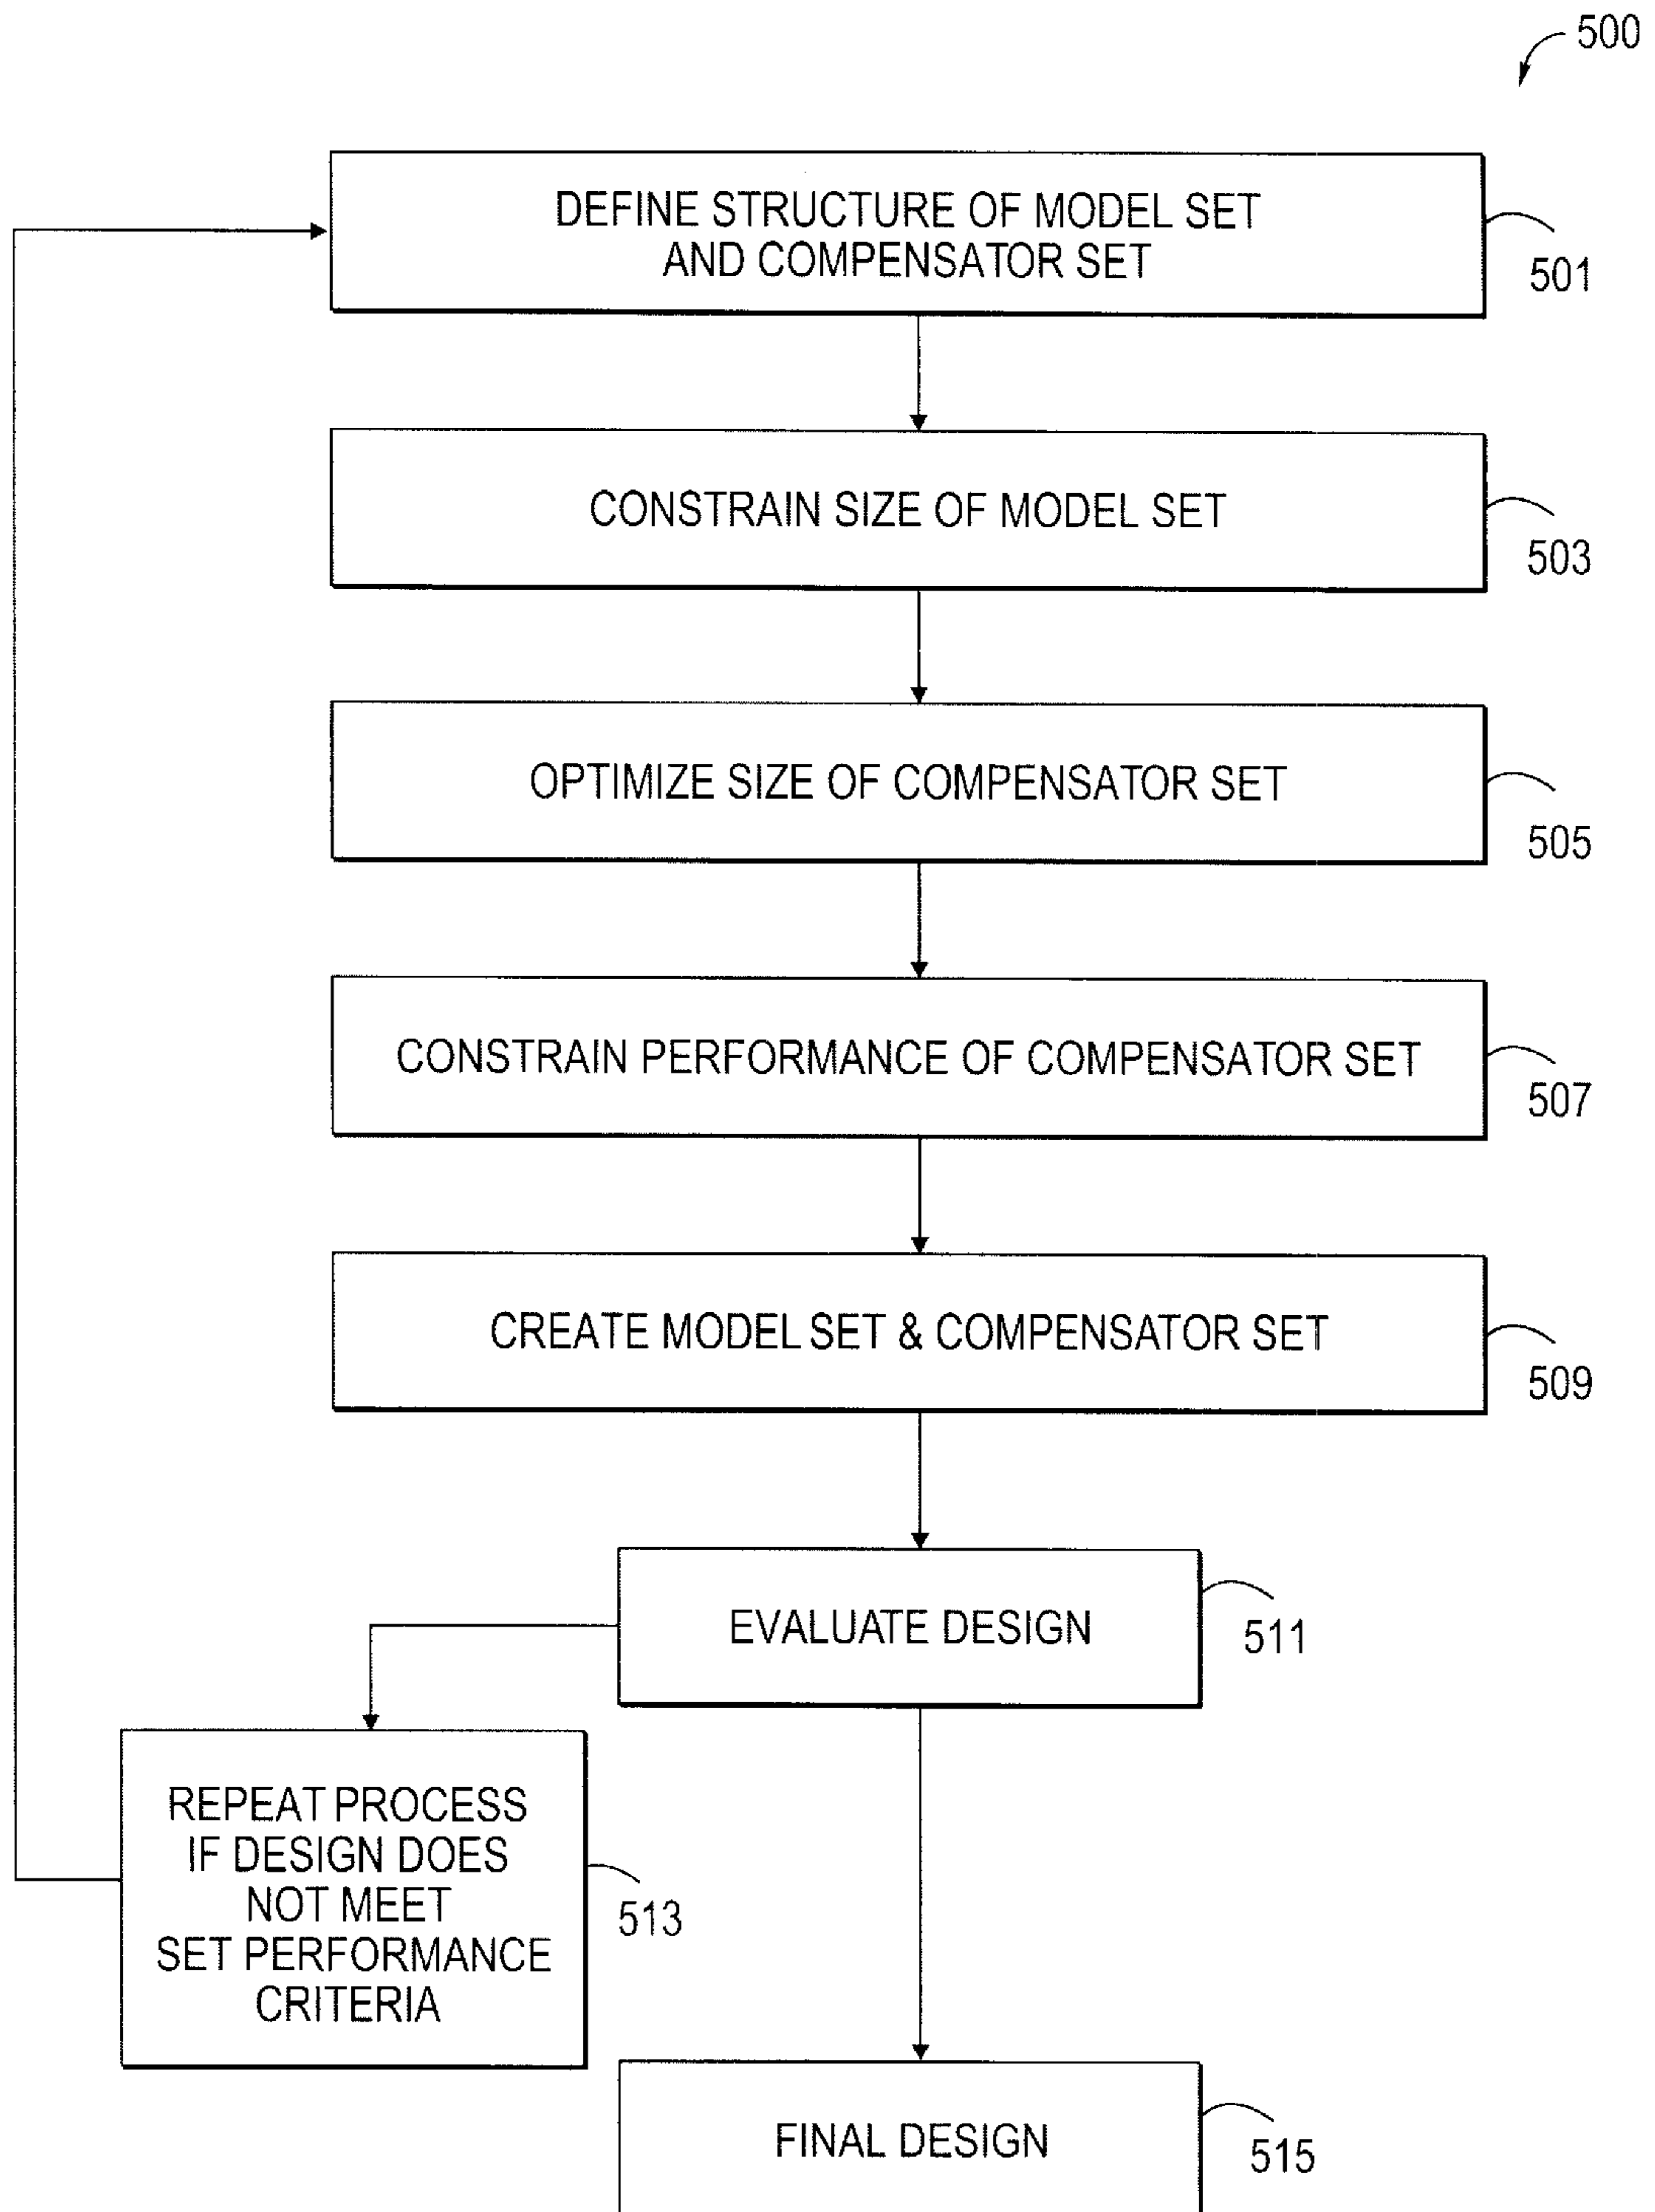 500
DEFINE STRUCTURE OF MODEL SET
AND COMPENSATOR SET
501
CONSTRAIN SIZE OF MODEL SET
503
OPTIMIZE SIZE OF COMPENSATOR SET
505
CONSTRAIN PERFORMANCE OF COMPENSATOR SET
507
CREATE MODEL SET & COMPENSATOR SET
509
EVALUATE DESIGN
511
REPEAT PROCESS
IF DESIGN DOES
NOT MEET
SET PERFORMANCE
CRITERIA
513
FINAL DESIGN
515